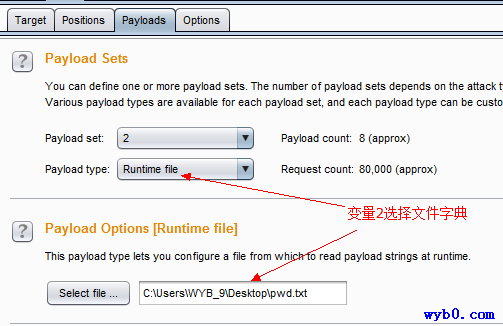 Target Positions Payloads Options
? Payload Sets
You can define one or more payload sets. The number of payload sets depends on the attack ty
Various payload types are available for each payload set, and each payload type can be custo
Payload set: 2 Payload count: 8 (approx)
Payload type: Runtime file Request count: 80,000 (approx)
变量2选择文件字典
? Payload Options [Runtime file]
This payload type lets you configure a file from which to read payload strings at runtime.
Select file ... C:\Users\WYB_9\Desktop\pwd.txt
wyb0.com